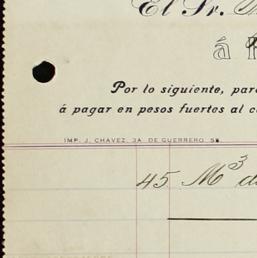 El Sr.
á
Por lo siguiente, par
á pagar en pesos fuertes al c
IMP. J. CHAVEZ, 3A. DE GUERRERO 5
45 M³ d